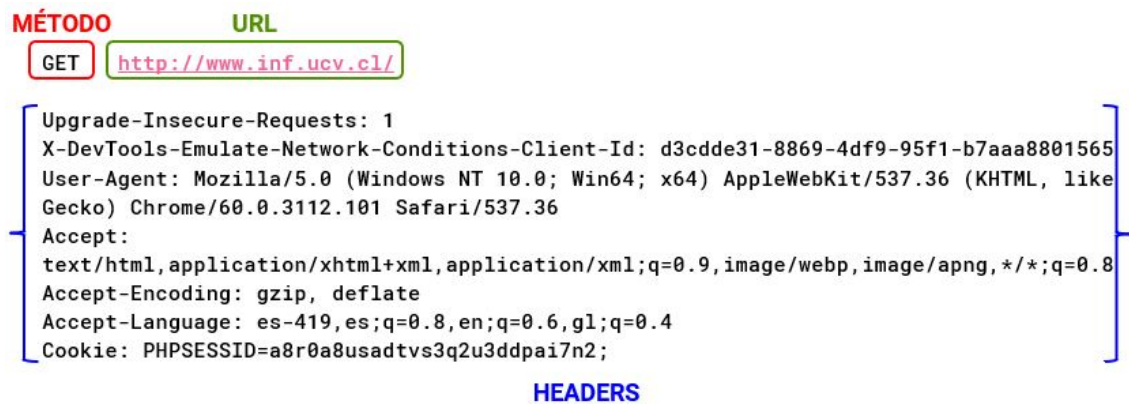 MÉTODO URL
GET http://www.inf.ucv.cl/
Upgrade-Insecure-Requests: 1
X-DevTools-Emulate-Network-Conditions-Client-Id: d3cdde31-8869-4df9-95f1-b7aaa8801565
User-Agent: Mozilla/5.0 (Windows NT 10.0; Win64; x64) AppleWebKit/537.36 (KHTML, like
Gecko) Chrome/60.0.3112.101 Safari/537.36
Accept:
text/html,application/xhtml+xml,application/xml;q=0.9,image/webp,image/apng,*/*;q=0.8
Accept-Encoding: gzip, deflate
Accept-Language: es-419,es;q=0.8,en;q=0.6,gl;q=0.4
Cookie: PHPSESSID=a8r0a8usadtvs3q2u3ddpai7n2;
HEADERS